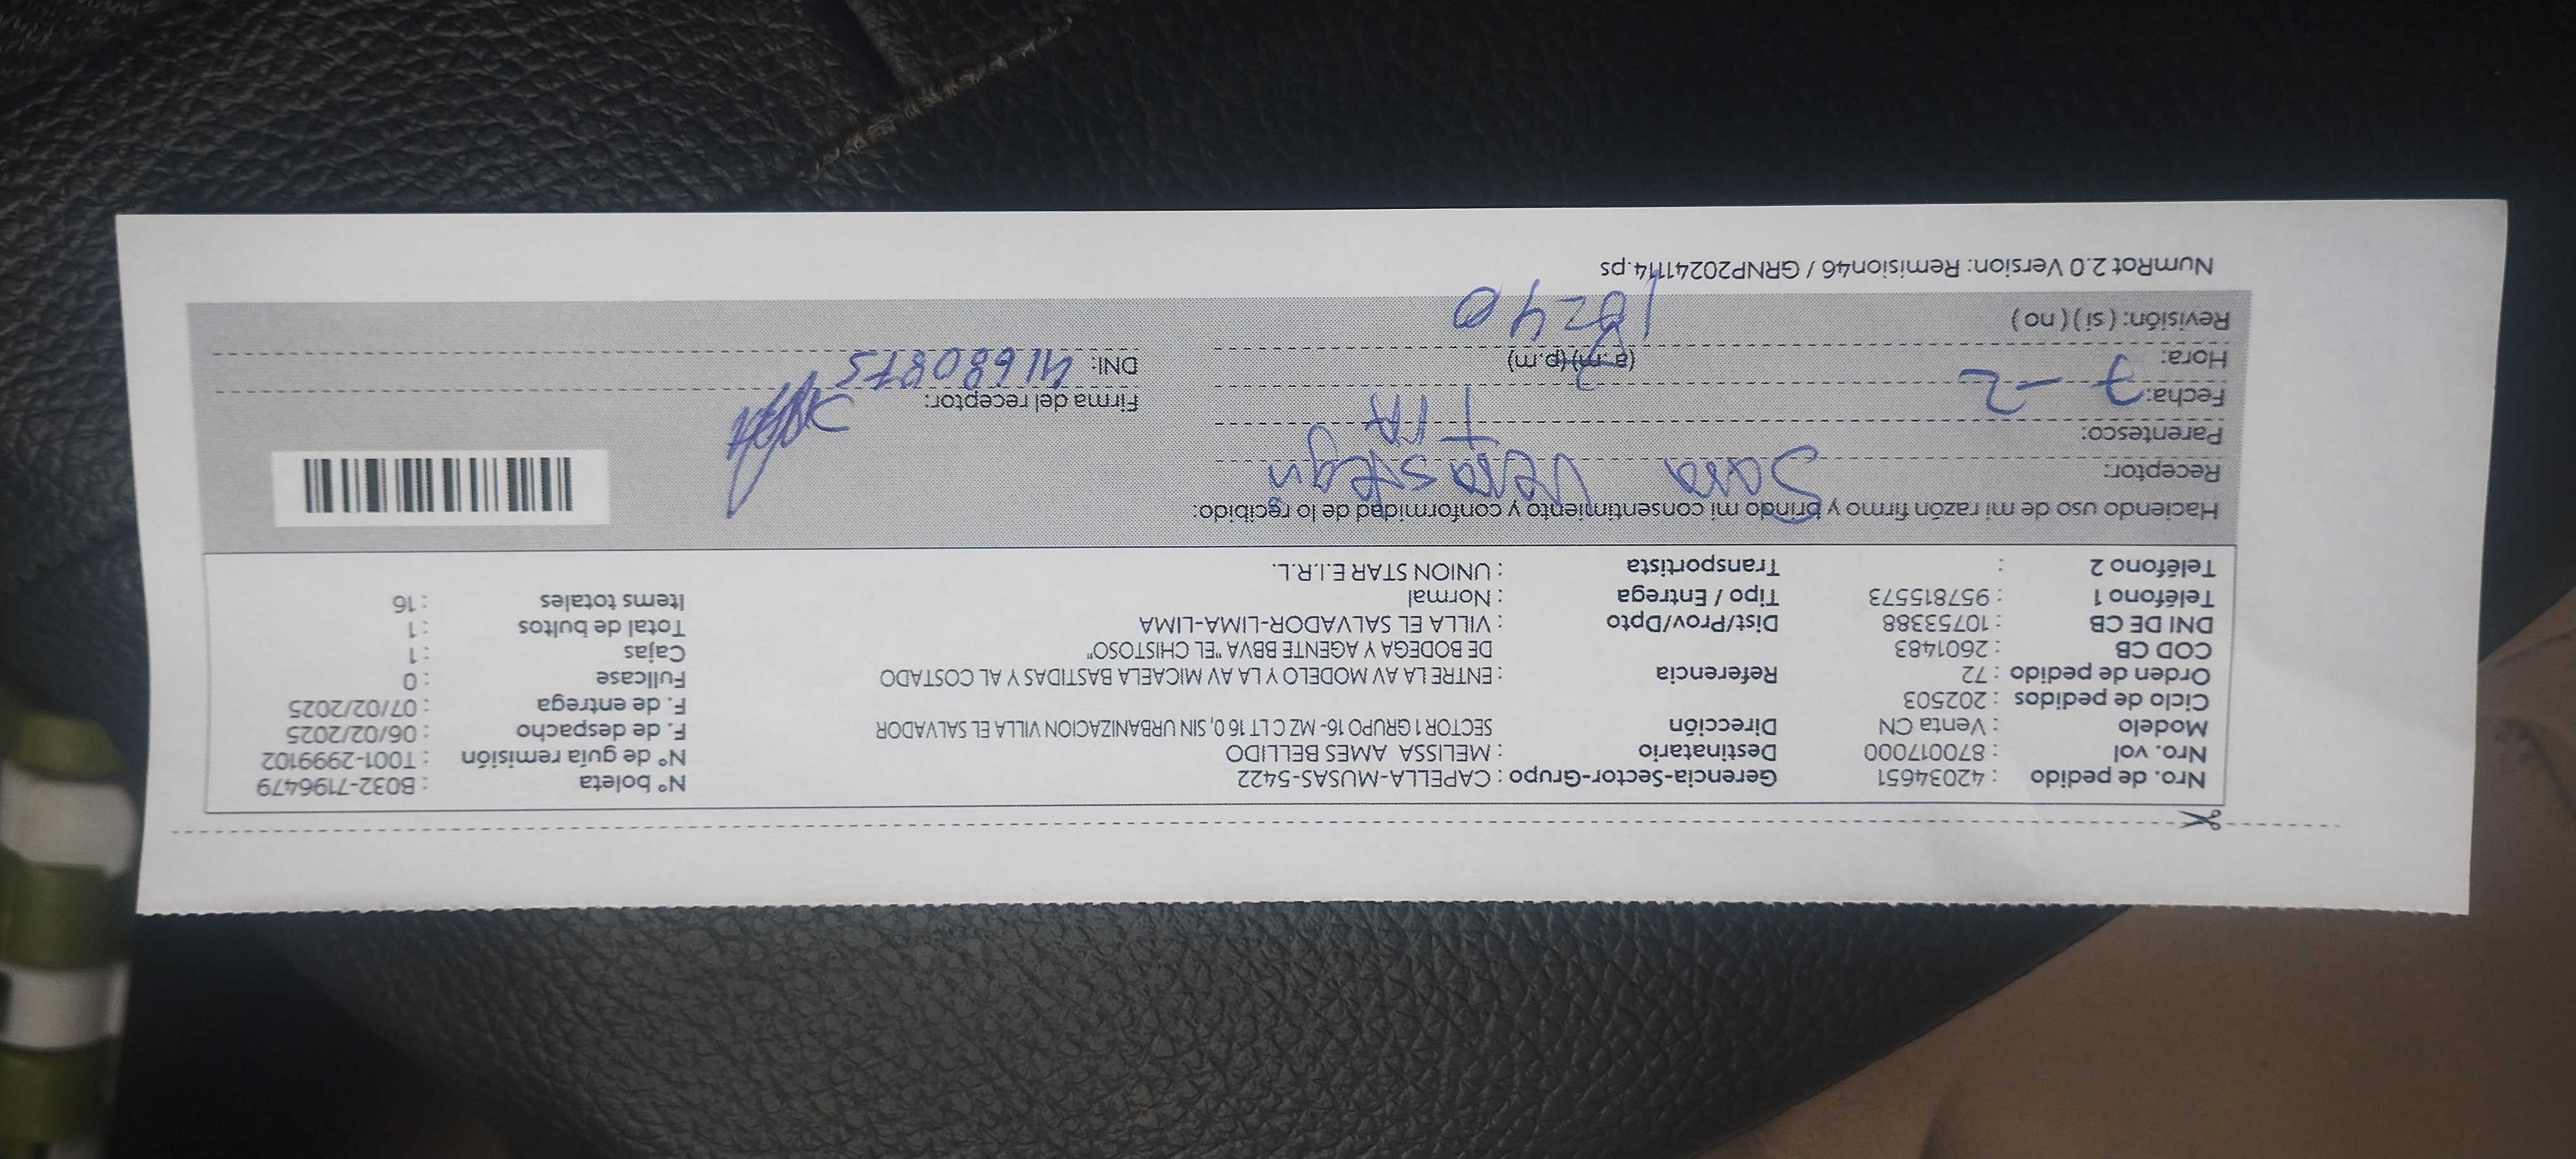 Nro. de pedido : 42034651 Gerencia-Sector-Grupo : CAPELLA-MUSAS-5422 N° boleta : B032-7196479
Nro. vol : 870017000 Destinatario : MELISSA AMES BELLIDO N° de guía remisión : T001-2999102
Modelo : Venta CN Dirección SECTOR 1 GRUPO 16- MZ C LT 16 0, SIN URBANIZACION VILLA EL SALVADOR F. de despacho : 06/02/2025
Ciclo de pedidos : 202503 F. de entrega : 07/02/2025
Orden de pedido : 72 Referencia : ENTRE LA AV MODELO Y LA AV MICAELA BASTIDAS Y AL COSTADO Fullcase : 0
COD CB : 2601483 DE BODEGA Y AGENTE BBVA "EL CHISTOSO" Cajas : 1
DNI DE CB : 10753388 Dist/Prov/Dpto : VILLA EL SALVADOR-LIMA-LIMA Total de bultos : 1
Teléfono 1 : 957815573 Tipo / Entrega : Normal Items totales : 16
Teléfono 2 : Transportista : UNION STAR E.I.R.L.
Haciendo uso de mi razón firmo y brindo mi consentimiento y conformidad de lo recibido:
Receptor: Sara Verastegui
Parentesco: TIA
Fecha: 7-2 Firma del receptor:
Hora: (a.m) (p.m) DNI: 41680875
Revisión: ( si ) ( no ) 10:40
NumRot 2.0 Version: Remision46 / GRNP20241114.ps